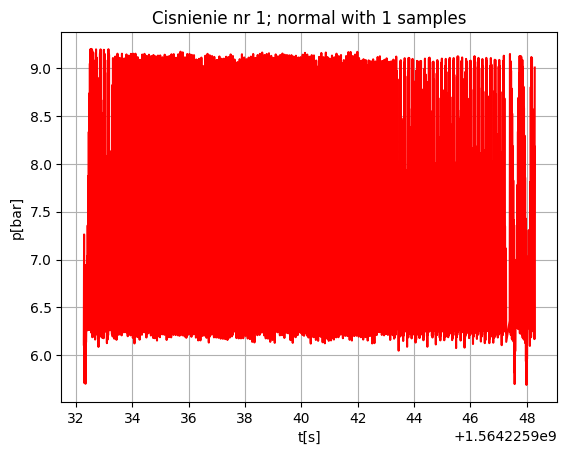 Cisnienie nr 1; normal with 1 samples
p[bar]
9.0
8.5
8.0
7.5
7.0
6.5
6.0
32 34 36 38 40 42 44 46 48
t[s]
+1.5642259e9